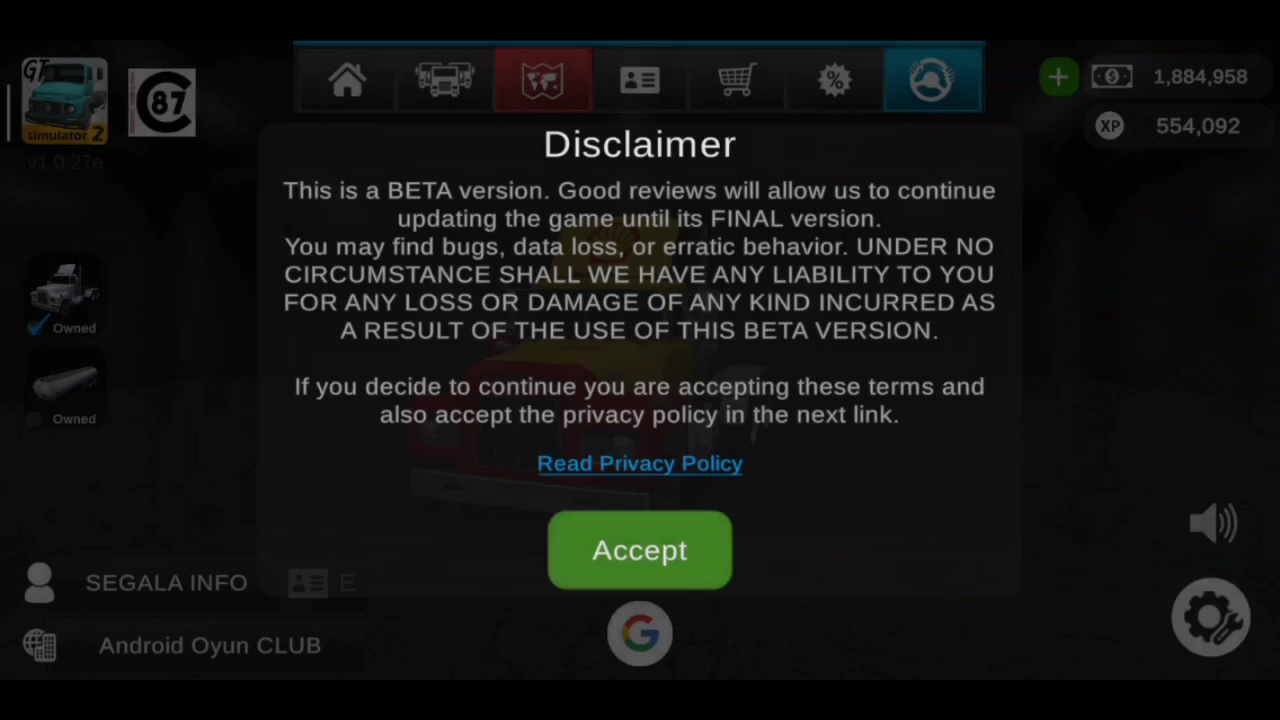 GT
simulator 2
v1.0.27e
C 87
1,884,958
XP
554,092
Disclaimer
This is a BETA version. Good reviews will allow us to continue
updating the game until its FINAL version.
You may find bugs, data loss, or erratic behavior. UNDER NO
CIRCUMSTANCE SHALL WE HAVE ANY LIABILITY TO YOU
FOR ANY LOSS OR DAMAGE OF ANY KIND INCURRED AS
A RESULT OF THE USE OF THIS BETA VERSION.
If you decide to continue you are accepting these terms and
also accept the privacy policy in the next link.
Read Privacy Policy
Accept
Owned
Owned
SEGALA INFO
E
Android Oyun CLUB
G